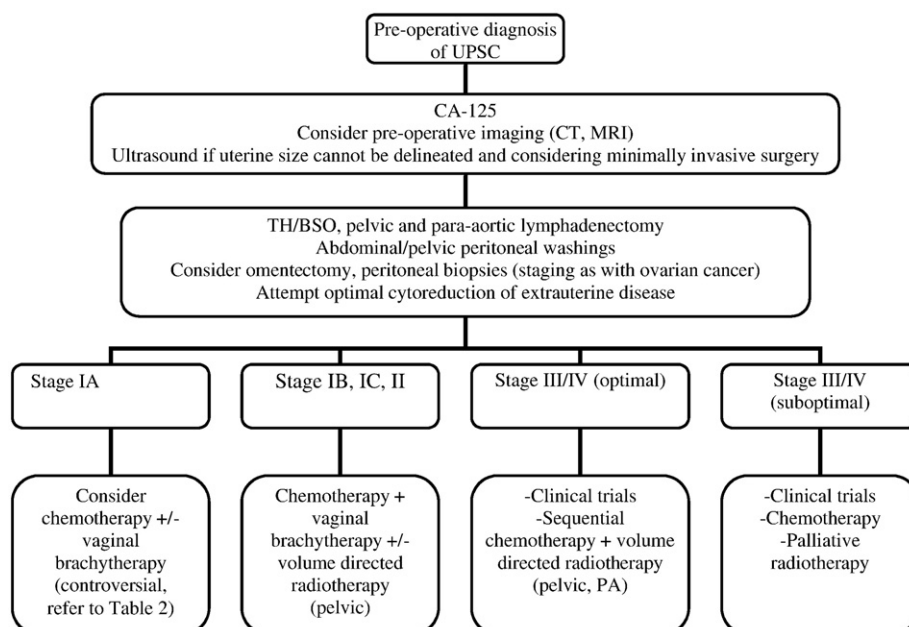 Pre-operative diagnosis
of UPSC
CA-125
Consider pre-operative imaging (CT, MRI)
Ultrasound if uterine size cannot be delineated and considering minimally invasive surgery
TH/BSO, pelvic and para-aortic lymphadenectomy
Abdominal/pelvic peritoneal washings
Consider omentectomy, peritoneal biopsies (staging as with ovarian cancer)
Attempt optimal cytoreduction of extrauterine disease
Stage IA
Stage IB, IC, II
Stage III/IV (optimal)
Stage III/IV
(suboptimal)
Consider
chemotherapy +/-
vaginal
brachytherapy
(controversial,
refer to Table 2)
Chemotherapy +
vaginal
brachytherapy +/-
volume directed
radiotherapy
(pelvic)
-Clinical trials
-Sequential
chemotherapy + volume
directed radiotherapy
(pelvic, PA)
-Clinical trials
-Chemotherapy
-Palliative
radiotherapy